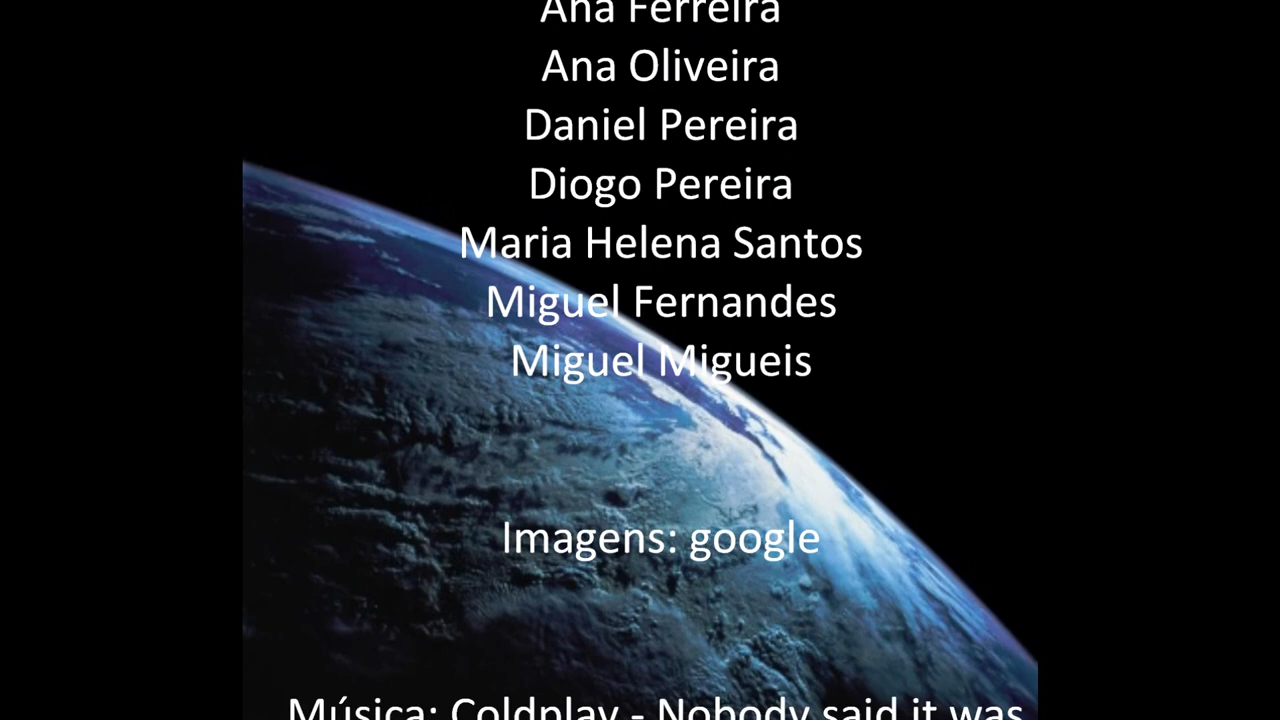 Ana Ferreira
Ana Oliveira
Daniel Pereira
Diogo Pereira
Maria Helena Santos
Miguel Fernandes
Miguel Migueis
Imagens: google
Música: Coldplay - Nobody said it was